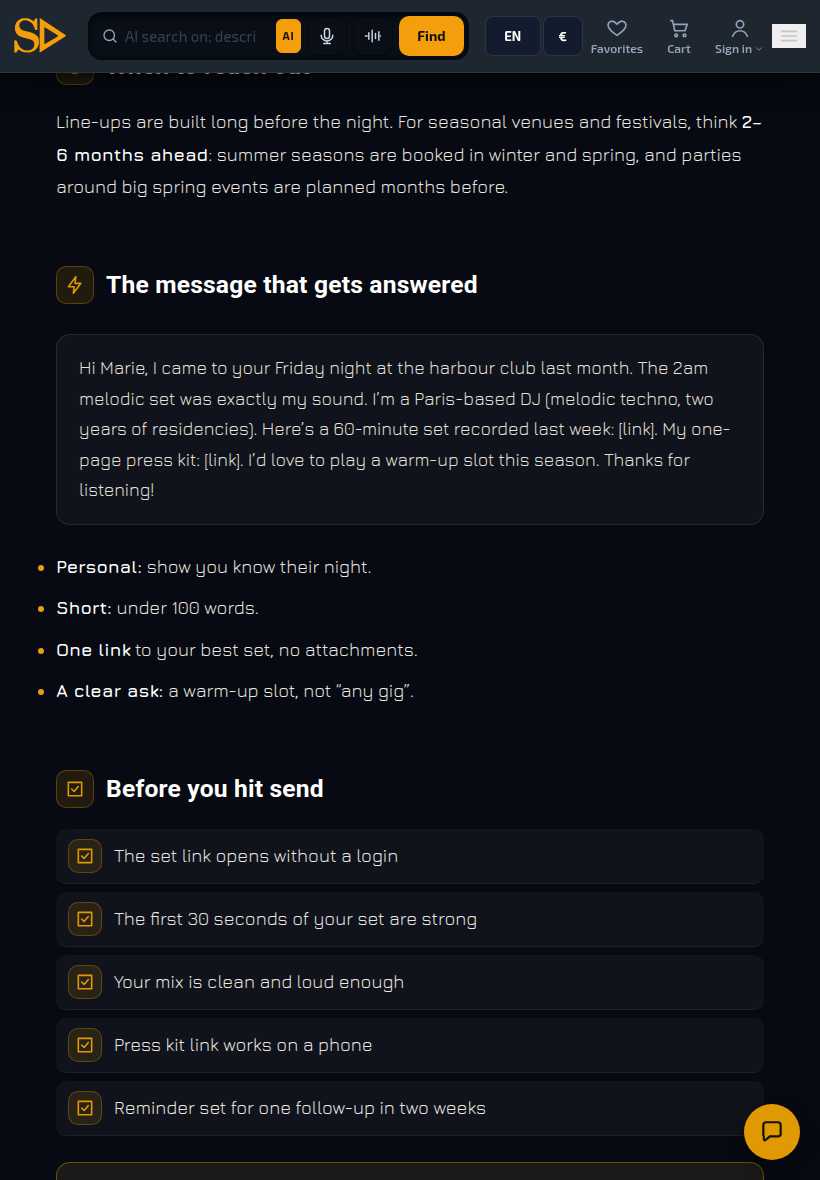 SD
AI search on: descri
AI
Find
EN
€
Favorites
Cart
Sign in
Line-ups are built long before the night. For seasonal venues and festivals, think 2–
6 months ahead: summer seasons are booked in winter and spring, and parties
around big spring events are planned months before.
The message that gets answered
Hi Marie, I came to your Friday night at the harbour club last month. The 2am
melodic set was exactly my sound. I’m a Paris-based DJ (melodic techno, two
years of residencies). Here’s a 60-minute set recorded last week: [link]. My one-
page press kit: [link]. I’d love to play a warm-up slot this season. Thanks for
listening!
Personal: show you know their night.
Short: under 100 words.
One link to your best set, no attachments.
A clear ask: a warm-up slot, not “any gig”.
Before you hit send
The set link opens without a login
The first 30 seconds of your set are strong
Your mix is clean and loud enough
Press kit link works on a phone
Reminder set for one follow-up in two weeks